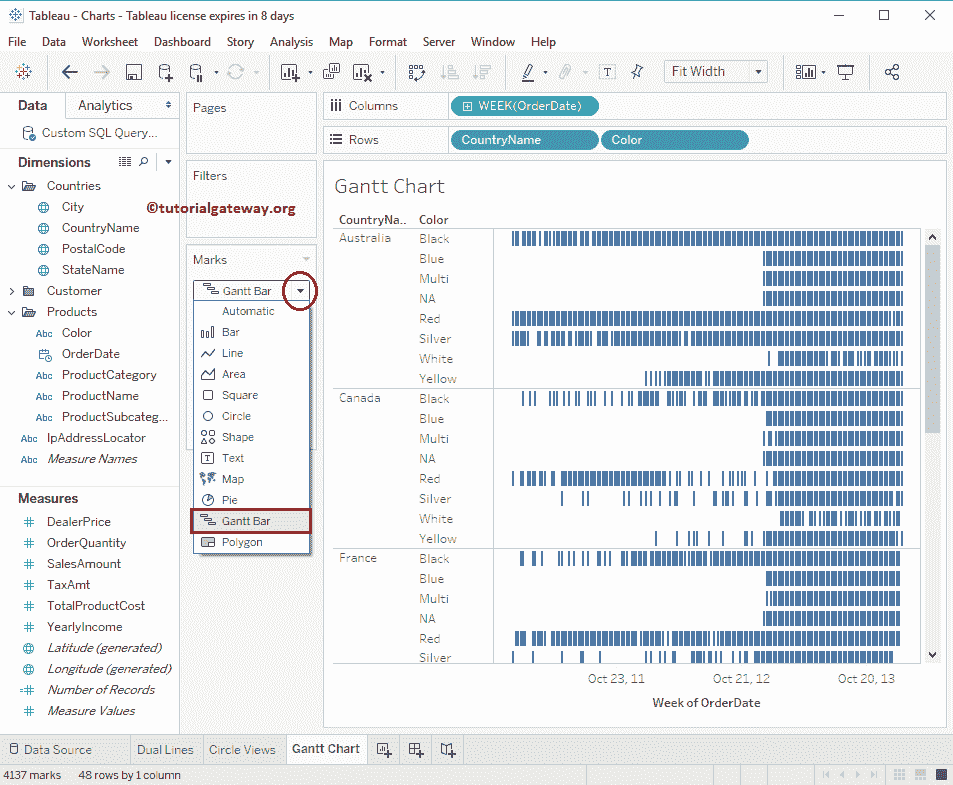 Tableau - Charts - Tableau license expires in 8 days
File Data Worksheet Dashboard Story Analysis Map Format Server Window Help
Fit Width
Data Analytics
Custom SQL Query...
Dimensions
Countries
City
CountryName
PostalCode
StateName
Customer
Products
Abc Color
OrderDate
Abc ProductCategory
Abc ProductName
Abc ProductSubcateg...
Abc IpAddressLocator
Abc Measure Names
Measures
DealerPrice
OrderQuantity
SalesAmount
TaxAmt
TotalProductCost
YearlyIncome
Latitude (generated)
Longitude (generated)
Number of Records
Measure Values
Pages
Filters
©tutorialgateway.org
Marks
Gantt Bar
Automatic
Bar
Line
Area
Square
Circle
Shape
Text
Map
Pie
Gantt Bar
Polygon
Columns WEEK(OrderDate)
Rows CountryName Color
Gantt Chart
CountryNa.. Color
Australia Black
Blue
Multi
NA
Red
Silver
White
Yellow
Canada Black
Blue
Multi
NA
Red
Silver
White
Yellow
France Black
Blue
Multi
NA
Red
Silver
Oct 23, 11 Oct 21, 12 Oct 20, 13
Week of OrderDate
Data Source Dual Lines Circle Views Gantt Chart
4137 marks 48 rows by 1 column